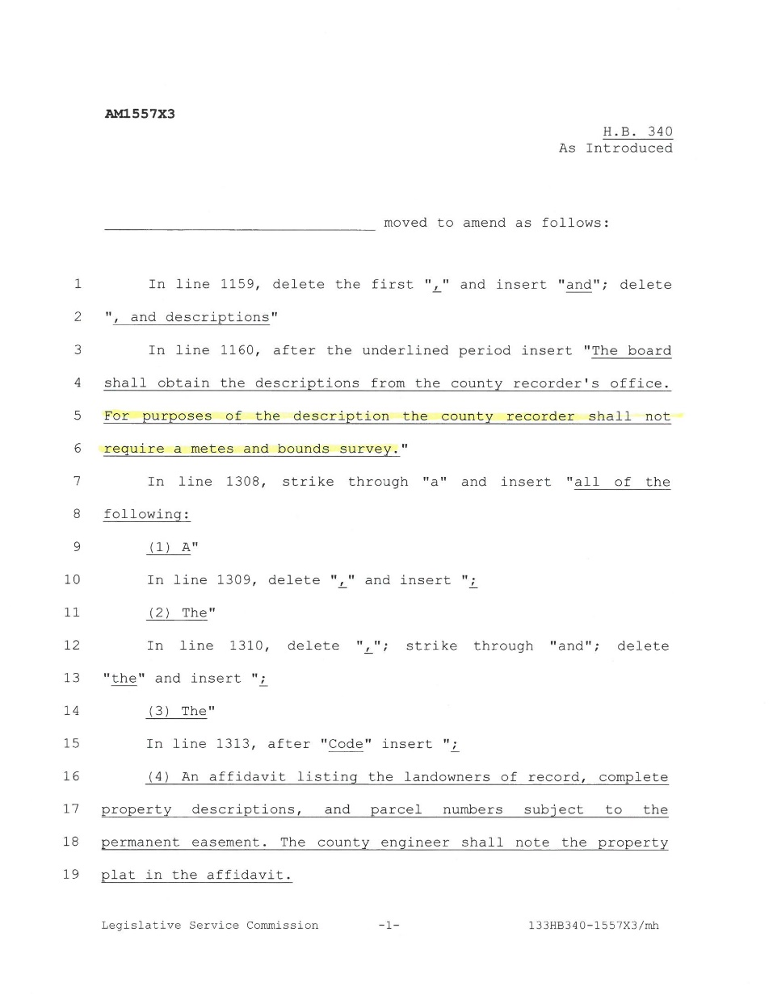 AM1557X3
H.B. 340
As Introduced
______________________________ moved to amend as follows:
1 In line 1159, delete the first "," and insert "and"; delete
2 ", and descriptions"
3 In line 1160, after the underlined period insert "The board
4 shall obtain the descriptions from the county recorder's office.
5 For purposes of the description the county recorder shall not
6 require a metes and bounds survey."
7 In line 1308, strike through "a" and insert "all of the
8 following:
9 (1) A"
10 In line 1309, delete "," and insert ";
11 (2) The"
12 In line 1310, delete ","; strike through "and"; delete
13 "the" and insert ";
14 (3) The"
15 In line 1313, after "Code" insert ";
16 (4) An affidavit listing the landowners of record, complete
17 property descriptions, and parcel numbers subject to the
18 permanent easement. The county engineer shall note the property
19 plat in the affidavit.
Legislative Service Commission -1- 133HB340-1557X3/mh